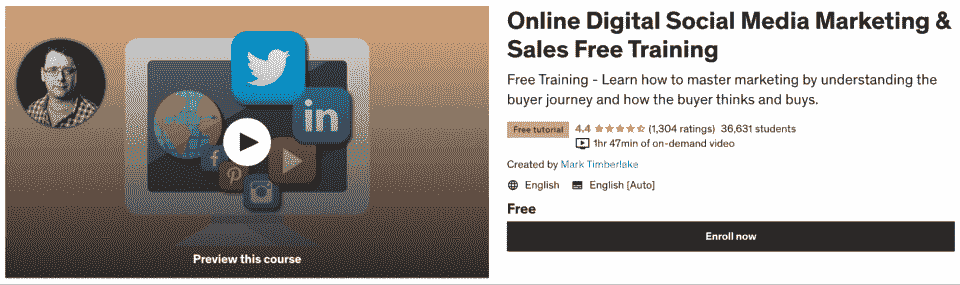 Online Digital Social Media Marketing &
Sales Free Training
Free Training - Learn how to master marketing by understanding the
buyer journey and how the buyer thinks and buys.
Free tutorial 4.4 (1,304 ratings) 36,631 students
1hr 47min of on-demand video
Created by Mark Timberlake
English English [Auto]
Free
Enroll now
in
f
Preview this course